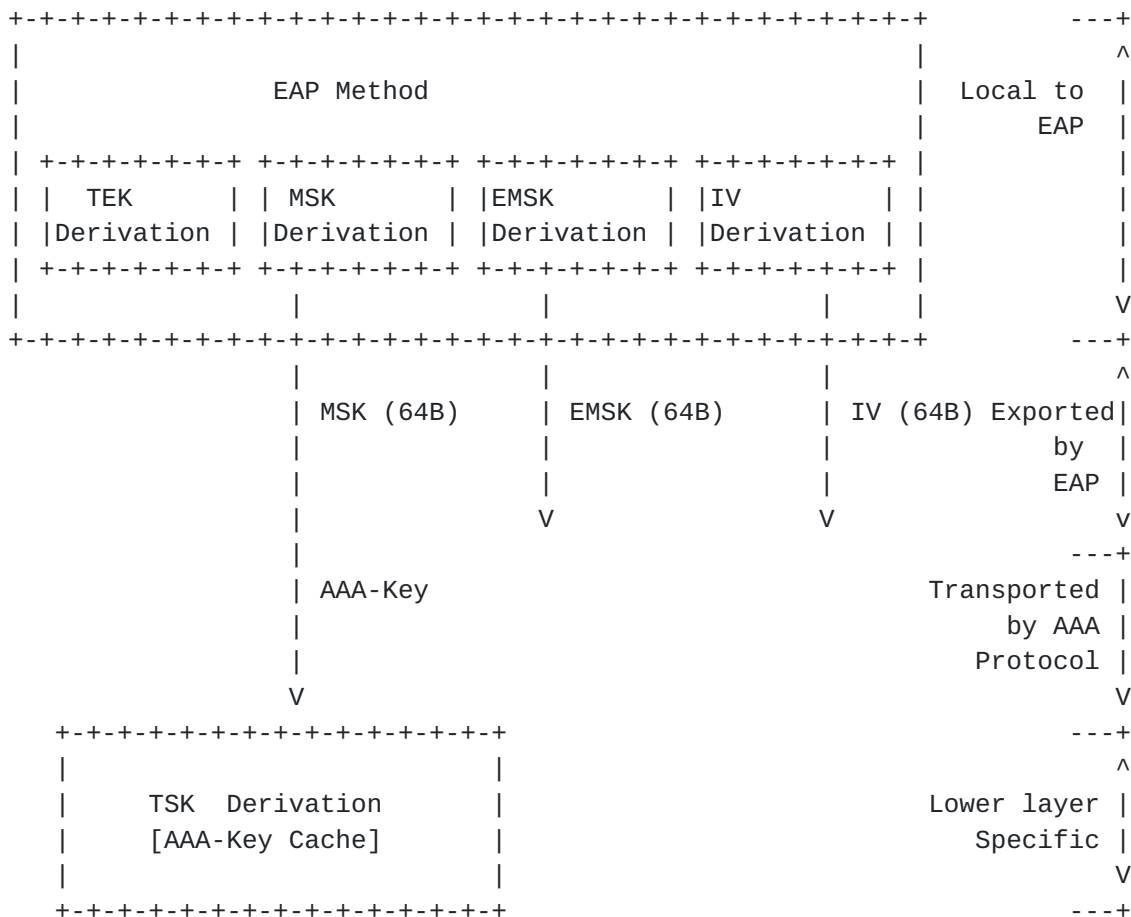 +-+-+-+-+-+-+-+-+-+-+-+-+-+-+-+-+-+-+-+-+-+-+-+-+-+-+-+-+-+         ---+
|                                                         |            ^
|                EAP Method                               |  Local to  |
|                                                         |       EAP  |
| +-+-+-+-+-+-+ +-+-+-+-+-+-+ +-+-+-+-+-+-+ +-+-+-+-+-+-+ |            |
| |  TEK      | | MSK       | |EMSK       | |IV         | |            |
| |Derivation | |Derivation | |Derivation | |Derivation | |            |
| +-+-+-+-+-+-+ +-+-+-+-+-+-+ +-+-+-+-+-+-+ +-+-+-+-+-+-+ |            |
|                 |               |                 |     |            V
+-+-+-+-+-+-+-+-+-+-+-+-+-+-+-+-+-+-+-+-+-+-+-+-+-+-+-+-+-+         ---+
                  |               |                 |                  ^
                  | MSK (64B)     | EMSK (64B)      | IV (64B) Exported|
                  |               |                 |              by  |
                  |               |                 |              EAP |
                  |               V                 V                  v
                  |                                                 ---+
                  | AAA-Key                                Transported |
                  |                                             by AAA |
                  |                                           Protocol |
                  V                                                    V
   +-+-+-+-+-+-+-+-+-+-+-+-+-+-+                                    ---+
   |                           |                                       ^
   |     TSK  Derivation       |                           Lower layer |
   |     [AAA-Key Cache]       |                              Specific |
   |                           |                                       V
   +-+-+-+-+-+-+-+-+-+-+-+-+-+-+                                    ---+